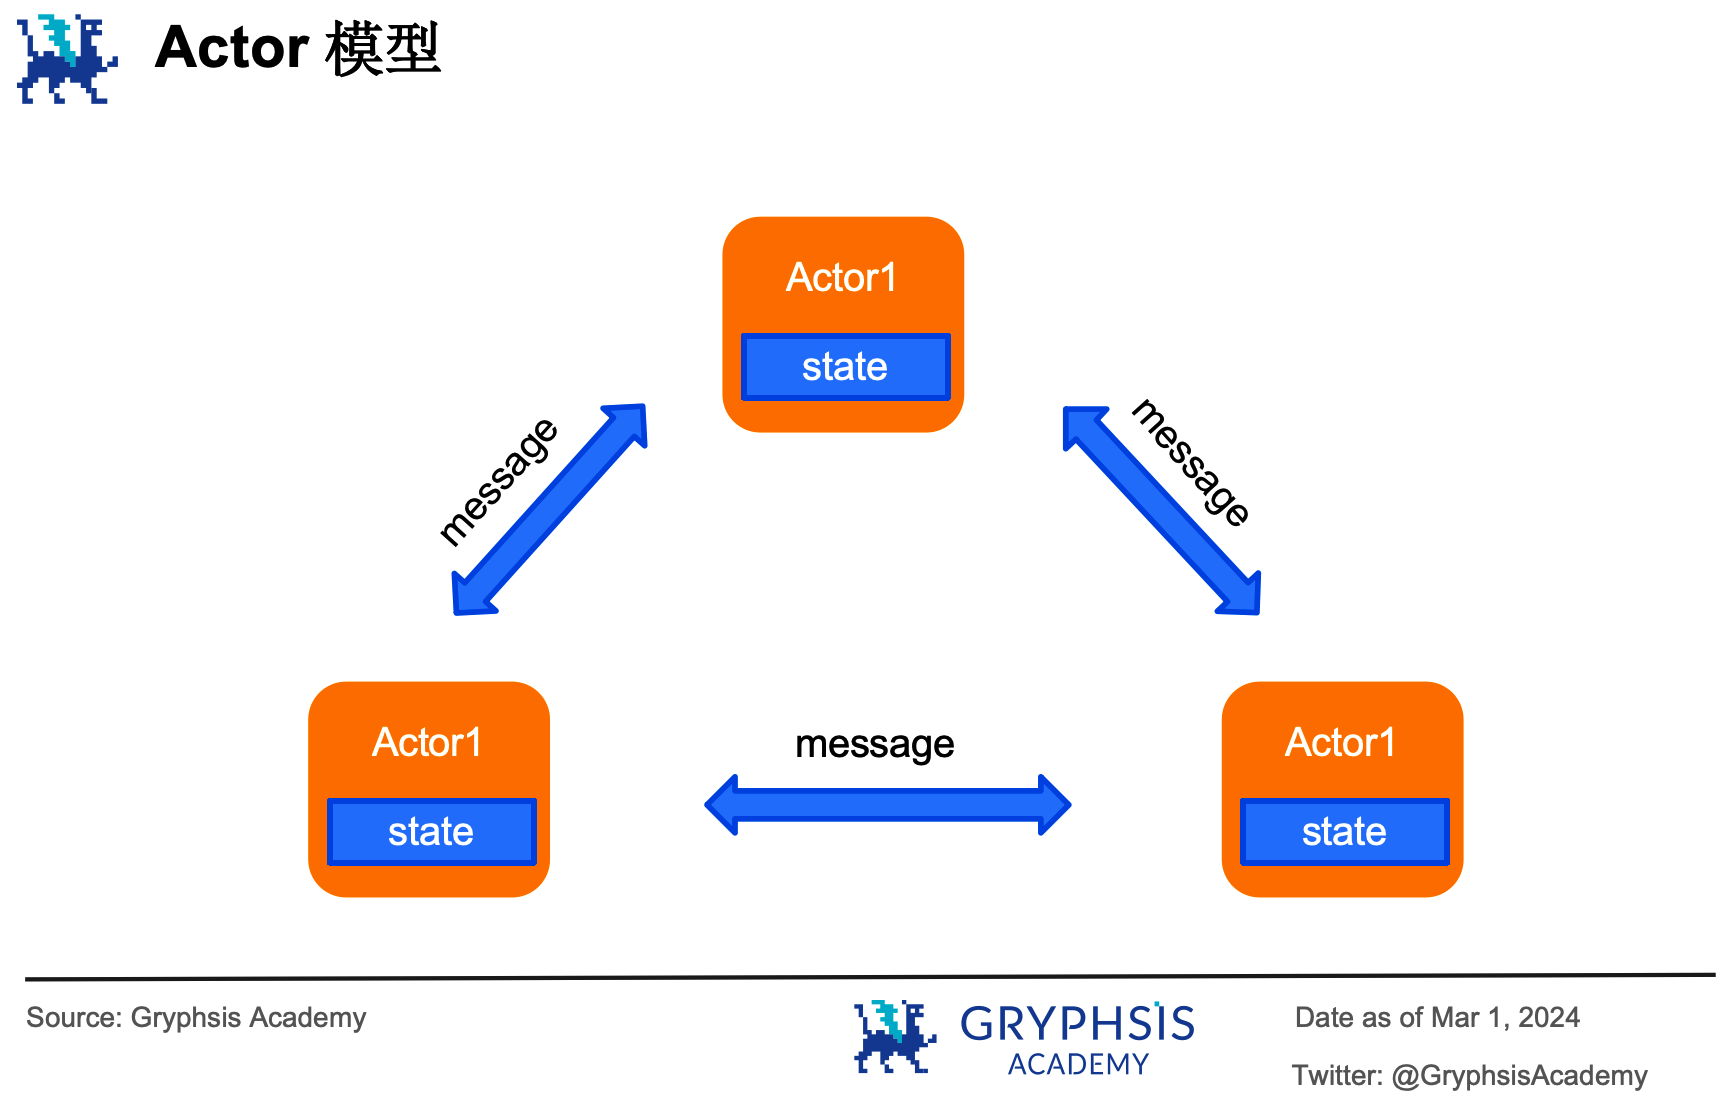 Actor 模型
Actor1
state
message
message
Actor1
state
message
Actor1
state
Source: Gryphsis Academy
GRYPHSIS
ACADEMY
Date as of Mar 1, 2024
Twitter: @GryphsisAcademy